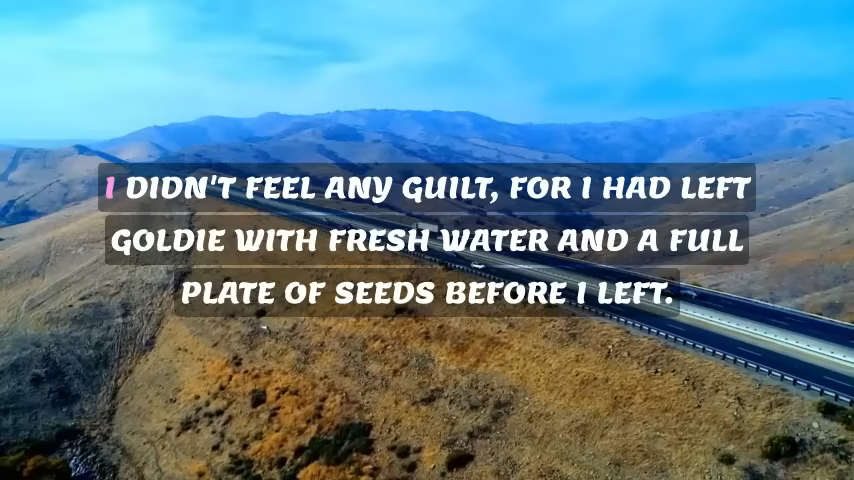 I DIDN'T FEEL ANY GUILT, FOR I HAD LEFT
GOLDIE WITH FRESH WATER AND A FULL
PLATE OF SEEDS BEFORE I LEFT.